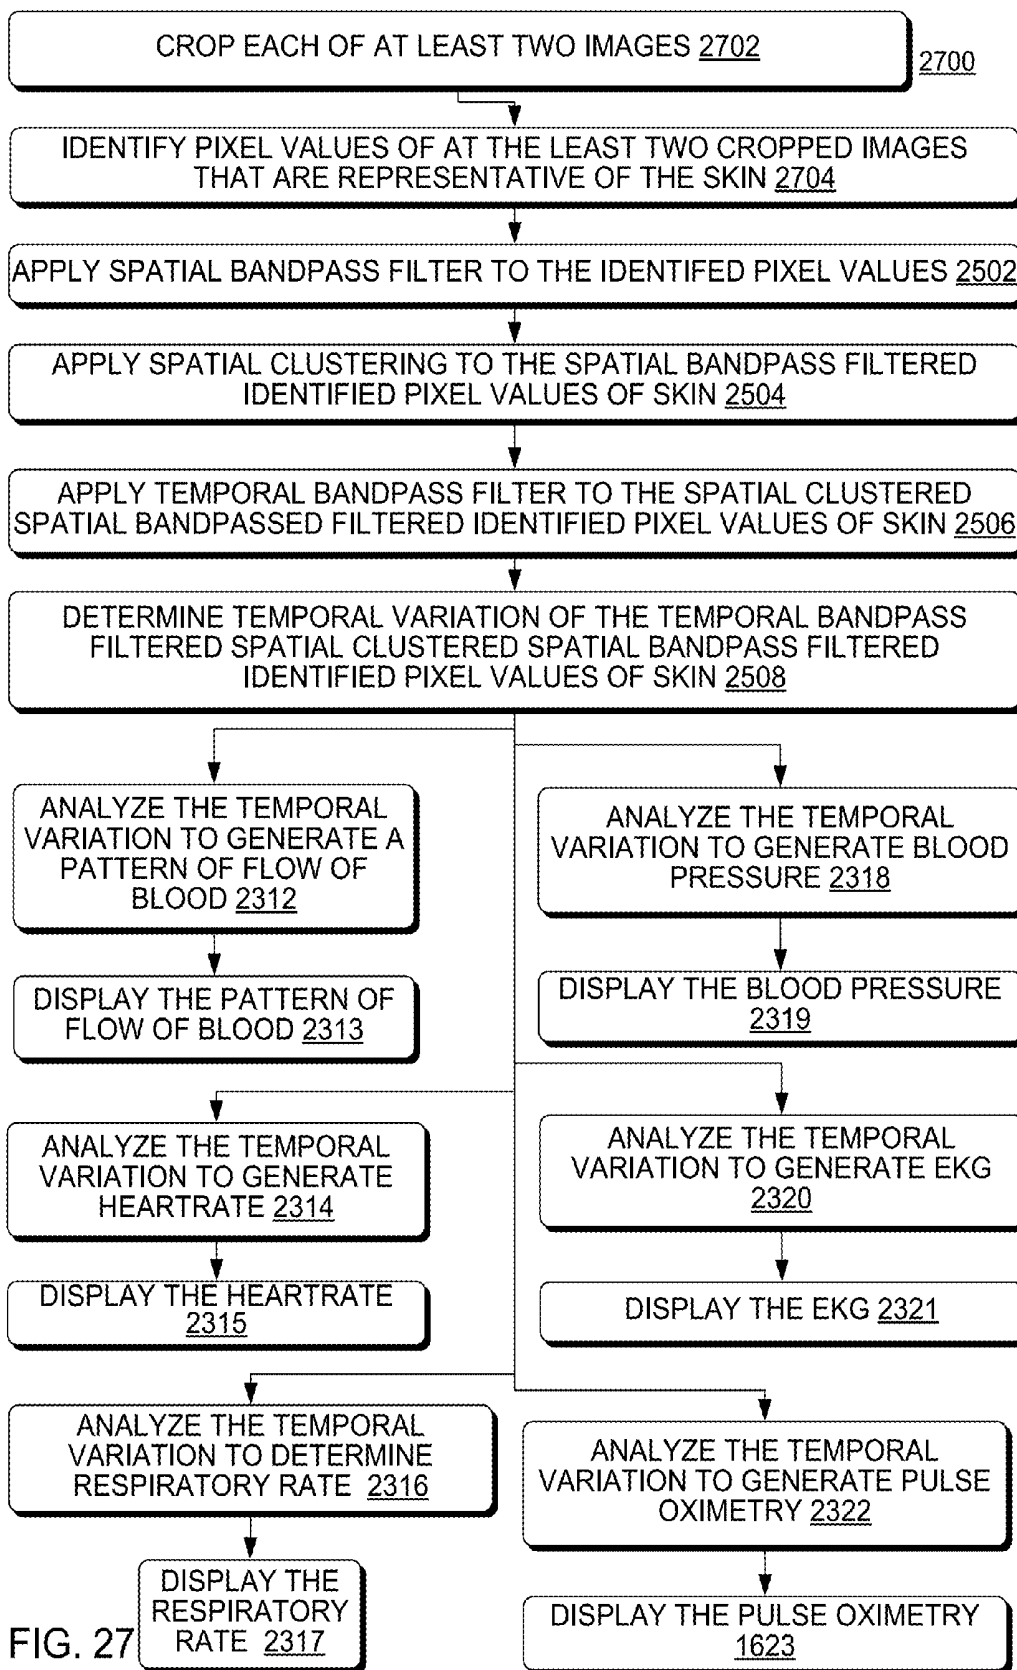 CROP EACH OF AT LEAST TWO IMAGES 2702
2700
IDENTIFY PIXEL VALUES OF AT THE LEAST TWO CROPPED IMAGES
THAT ARE REPRESENTATIVE OF THE SKIN 2704
APPLY SPATIAL BANDPASS FILTER TO THE IDENTIFED PIXEL VALUES 2502
APPLY SPATIAL CLUSTERING TO THE SPATIAL BANDPASS FILTERED
IDENTIFIED PIXEL VALUES OF SKIN 2504
APPLY TEMPORAL BANDPASS FILTER TO THE SPATIAL CLUSTERED
SPATIAL BANDPASSED FILTERED IDENTIFIED PIXEL VALUES OF SKIN 2506
DETERMINE TEMPORAL VARIATION OF THE TEMPORAL BANDPASS
FILTERED SPATIAL CLUSTERED SPATIAL BANDPASS FILTERED
IDENTIFIED PIXEL VALUES OF SKIN 2508
ANALYZE THE TEMPORAL
VARIATION TO GENERATE A
PATTERN OF FLOW OF
BLOOD 2312
ANALYZE THE TEMPORAL
VARIATION TO GENERATE BLOOD
PRESSURE 2318
DISPLAY THE PATTERN OF
FLOW OF BLOOD 2313
DISPLAY THE BLOOD PRESSURE
2319
ANALYZE THE TEMPORAL
VARIATION TO GENERATE
HEARTRATE 2314
ANALYZE THE TEMPORAL
VARIATION TO GENERATE EKG
2320
DISPLAY THE HEARTRATE
2315
DISPLAY THE EKG 2321
ANALYZE THE TEMPORAL
VARIATION TO DETERMINE
RESPIRATORY RATE 2316
ANALYZE THE TEMPORAL
VARIATION TO GENERATE PULSE
OXIMETRY 2322
DISPLAY THE
RESPIRATORY
RATE 2317
DISPLAY THE PULSE OXIMETRY
1623
FIG. 27